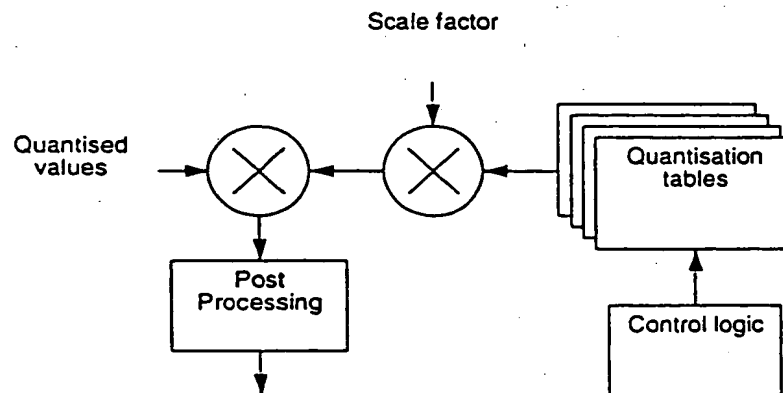 Scale factor
Quantised
values
Quantisation
tables
Post
Processing
Control logic